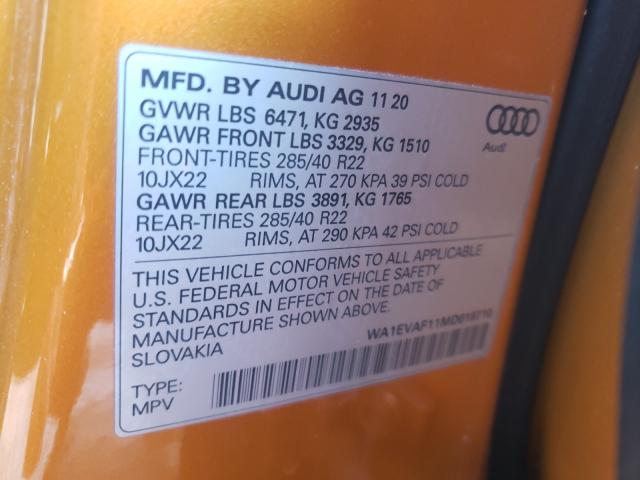 MFD. BY AUDI AG 11 20
GVWR LBS 6471, KG 2935
GAWR FRONT LBS 3329, KG 1510
FRONT-TIRES 285/40 R22
10JX22 RIMS, AT 270 KPA 39 PSI COLD
GAWR REAR LBS 3891, KG 1765
REAR-TIRES 285/40 R22
10JX22 RIMS, AT 290 KPA 42 PSI COLD
Audi
THIS VEHICLE CONFORMS TO ALL APPLICABLE
U.S. FEDERAL MOTOR VEHICLE SAFETY
STANDARDS IN EFFECT ON THE DATE OF
MANUFACTURE SHOWN ABOVE.
SLOVAKIA
WA1EVAF11MD019710
TYPE:
MPV